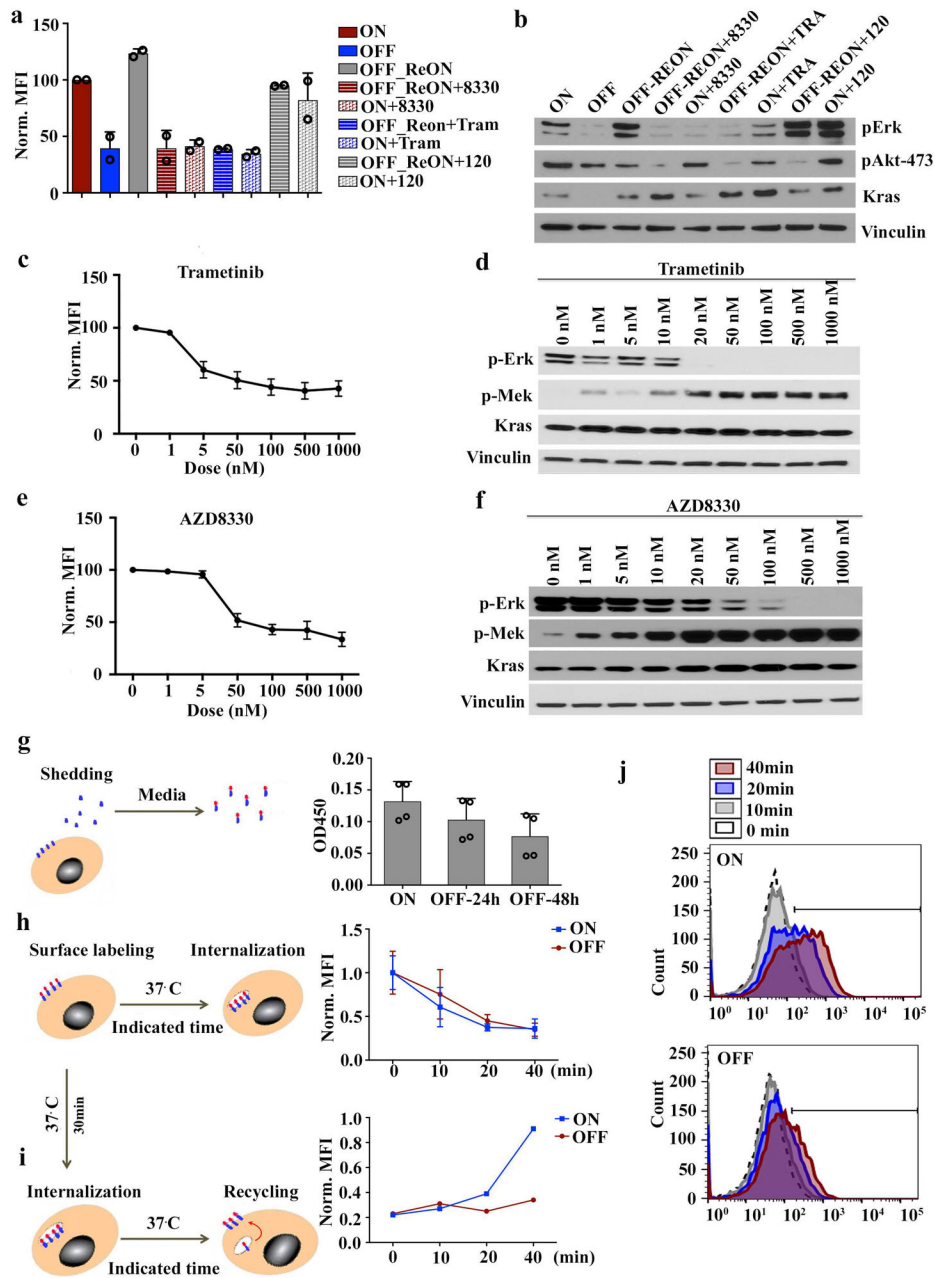 a
Norm. MFI
150
100
50
0
ON
OFF
OFF_ReON
OFF_ReON+8330
ON+8330
OFF_Reon+Tram
ON+Tram
OFF_ReON+120
ON+120
b
ON
OFF
OFF-REON
OFF-REON+8330
ON+8330
OFF-REON+TRA
ON+TRA
OFF-REON+120
ON+120
pErk
pAkt-473
Kras
Vinculin
c
Trametinib
Norm. MFI
150
100
50
0
0 1 5 50 100 500 1000
Dose (nM)
d
Trametinib
0 nM
1 nM
5 nM
10 nM
20 nM
50 nM
100 nM
500 nM
1000 nM
p-Erk
p-Mek
Kras
Vinculin
e
AZD8330
Norm. MFI
150
100
50
0
0 1 5 50 100 500 1000
Dose (nM)
f
AZD8330
0 nM
1 nM
5 nM
10 nM
20 nM
50 nM
100 nM
500 nM
1000 nM
p-Erk
p-Mek
Kras
Vinculin
g
Shedding
Media
OD450
0.20
0.15
0.10
0.05
0.00
ON OFF-24h OFF-48h
h
Surface labeling
Internalization
37·C
Indicated time
Norm. MFI
1.5
1.0
0.5
0.0
ON
OFF
0 10 20 40 (min)
37·C
30min
i
Internalization
Recycling
37·C
Indicated time
Norm. MFI
1.0
0.8
0.6
0.4
0.2
0.0
ON
OFF
0 10 20 40 (min)
j
40min
20min
10min
0 min
ON
Count
250
200
150
100
50
0
10⁰ 10¹ 10² 10³ 10⁴ 10⁵
OFF
Count
250
200
150
100
50
0
10⁰ 10¹ 10² 10³ 10⁴ 10⁵